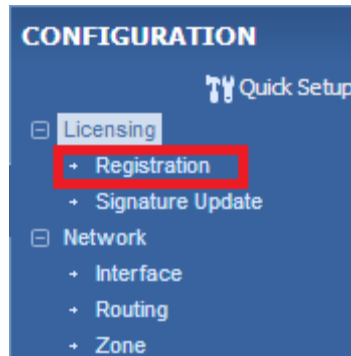 CONFIGURATION
Quick Setup
Licensing
Registration
Signature Update
Network
Interface
Routing
Zone